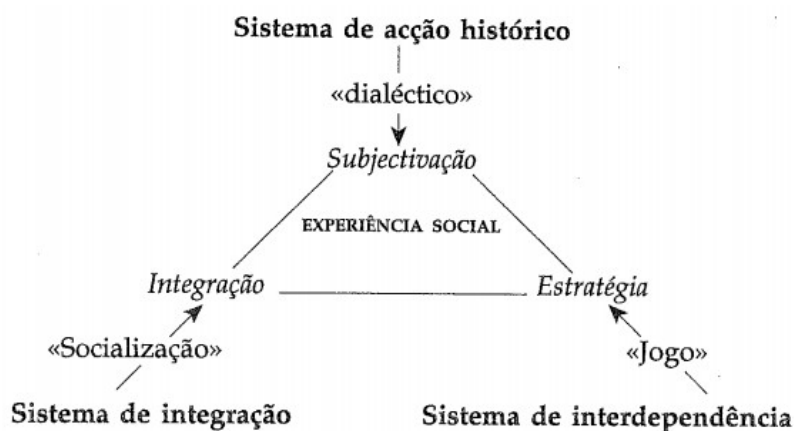 Sistema de acção histórico
«dialéctico»
Subjectivação
EXPERIÊNCIA SOCIAL
Integração
Estratégia
«Socialização»
«Jogo»
Sistema de integração
Sistema de interdependência